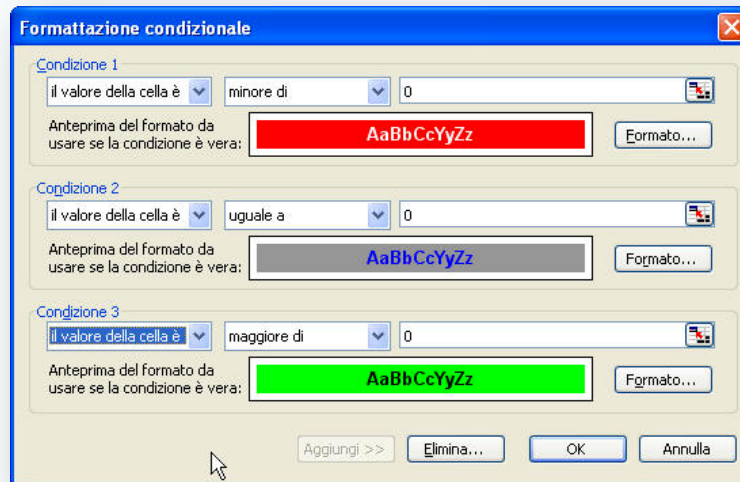 Formattazione condizionale
Condizione 1
il valore della cella è minore di 0
Anteprima del formato da
usare se la condizione è vera:
AaBbCcYyZz
Formato...
Condizione 2
il valore della cella è uguale a 0
Anteprima del formato da
usare se la condizione è vera:
AaBbCcYyZz
Formato...
Condizione 3
il valore della cella è maggiore di 0
Anteprima del formato da
usare se la condizione è vera:
AaBbCcYyZz
Formato...
Aggiungi >> Elimina... OK Annulla